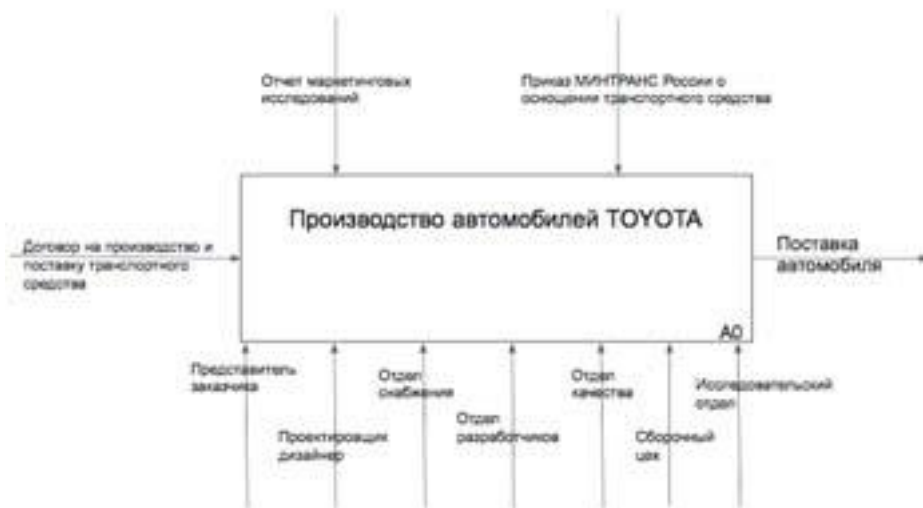 Отчет маркетинговых
исследований
Приказ МИНТРАНС России о
оснощении транспортного средства
Производство автомобилей TOYOTA
Договор на производство и
поставку транспортного
средства
Поставка
автомобиля
A0
Представитель
заказчика
Проектировщик
дизайнер
Отдел
снабжения
Отдел
разработчиков
Отдел
качества
Сборочный
цех
Исследовательский
отдел